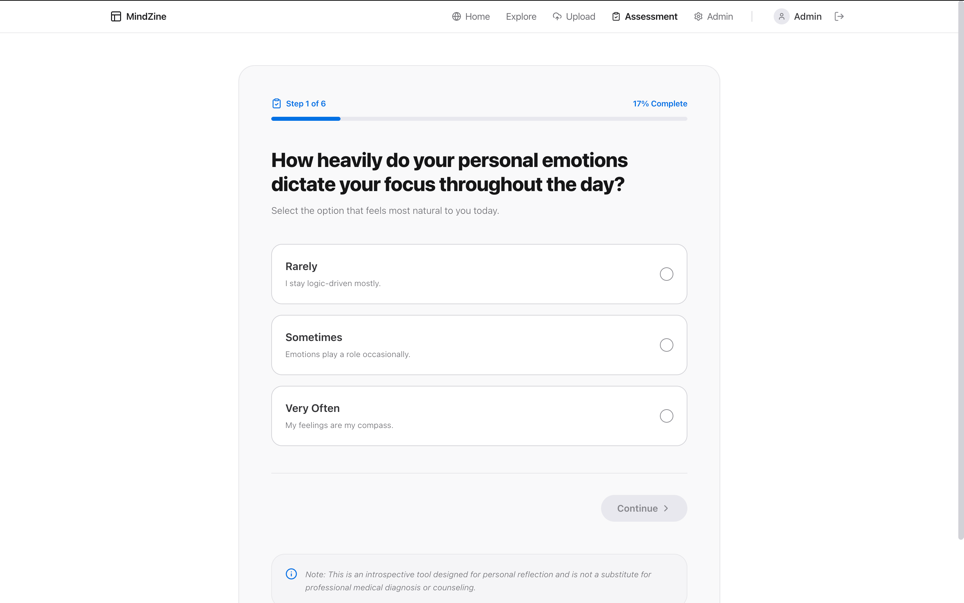 MindZine
Home
Explore
Upload
Assessment
Admin
Admin
Step 1 of 6
17% Complete
How heavily do your personal emotions
dictate your focus throughout the day?
Select the option that feels most natural to you today.
Rarely
I stay logic-driven mostly.
Sometimes
Emotions play a role occasionally.
Very Often
My feelings are my compass.
Continue
Note: This is an introspective tool designed for personal reflection and is not a substitute for
professional medical diagnosis or counseling.